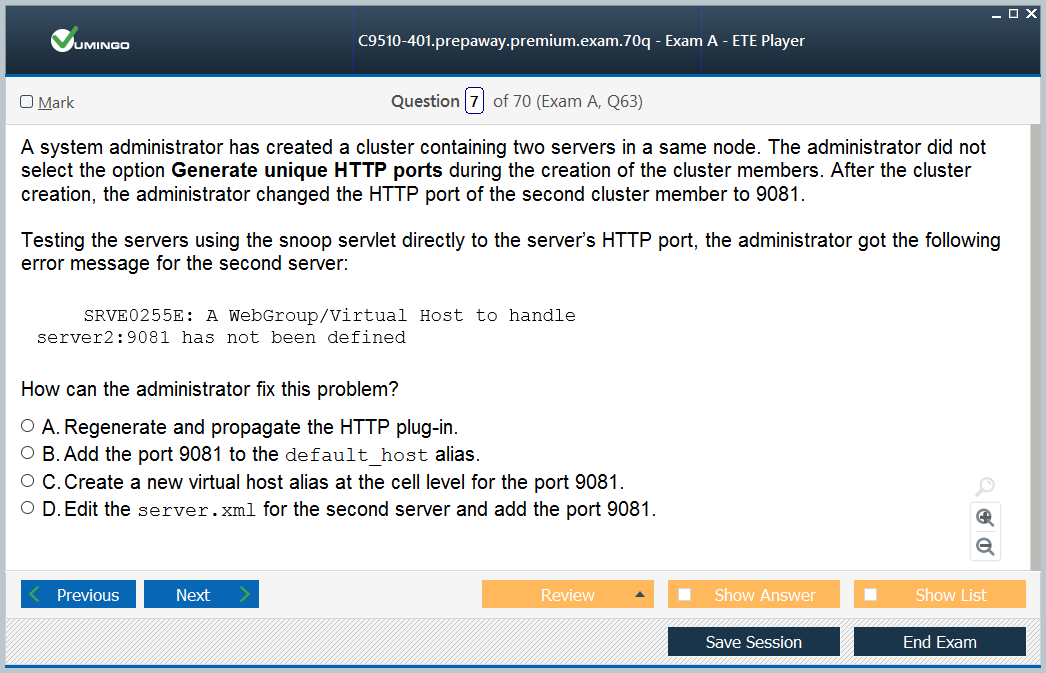 VUMINGO
C9510-401.prepaway.premium.exam.70q - Exam A - ETE Player
Mark
Question 7 of 70 (Exam A, Q63)
A system administrator has created a cluster containing two servers in a same node. The administrator did not
select the option Generate unique HTTP ports during the creation of the cluster members. After the cluster
creation, the administrator changed the HTTP port of the second cluster member to 9081.
Testing the servers using the snoop servlet directly to the server's HTTP port, the administrator got the following
error message for the second server:
SRVE0255E: A WebGroup/Virtual Host to handle
server2:9081 has not been defined
How can the administrator fix this problem?
A. Regenerate and propagate the HTTP plug-in.
B. Add the port 9081 to the default_host alias.
C. Create a new virtual host alias at the cell level for the port 9081.
D. Edit the server.xml for the second server and add the port 9081.
Previous
Next
Review
Show Answer
Show List
Save Session
End Exam